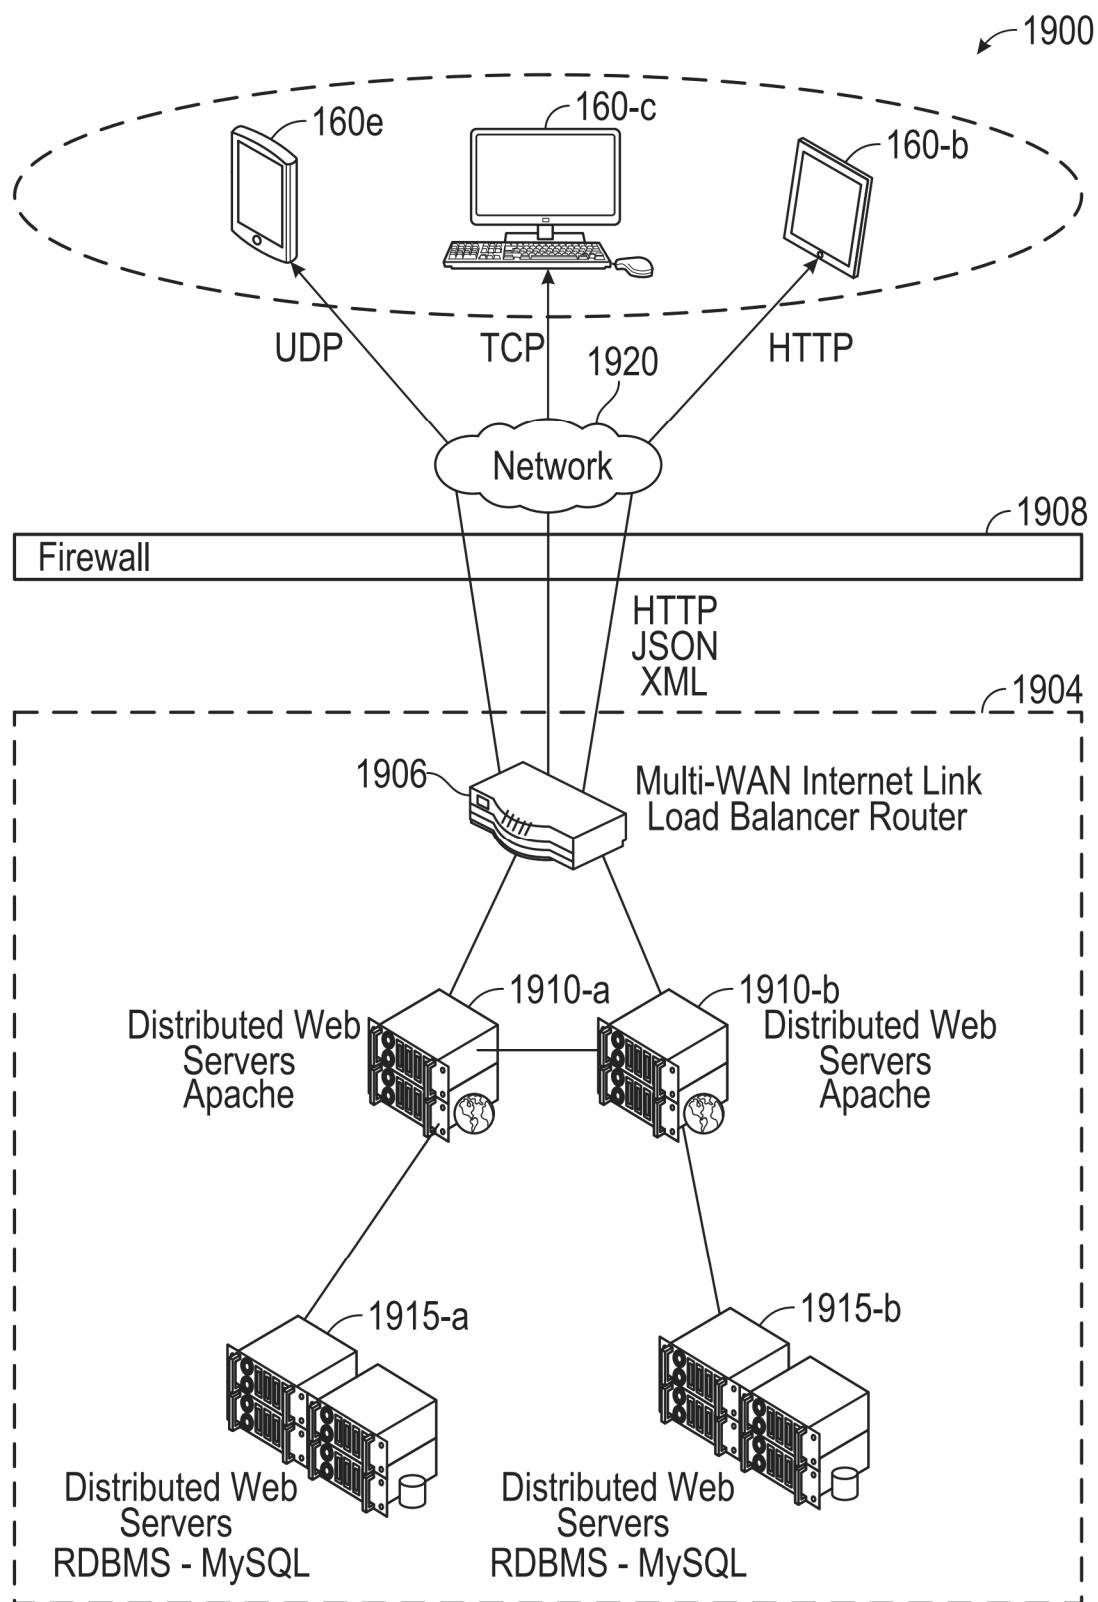 1900
160e
160-c
160-b
UDP
TCP
HTTP
1920
Network
1908
Firewall
HTTP
JSON
XML
1904
1906
Multi-WAN Internet Link
Load Balancer Router
1910-a
1910-b
Distributed Web
Servers
Apache
Distributed Web
Servers
Apache
1915-a
1915-b
Distributed Web
Servers
RDBMS - MySQL
Distributed Web
Servers
RDBMS - MySQL